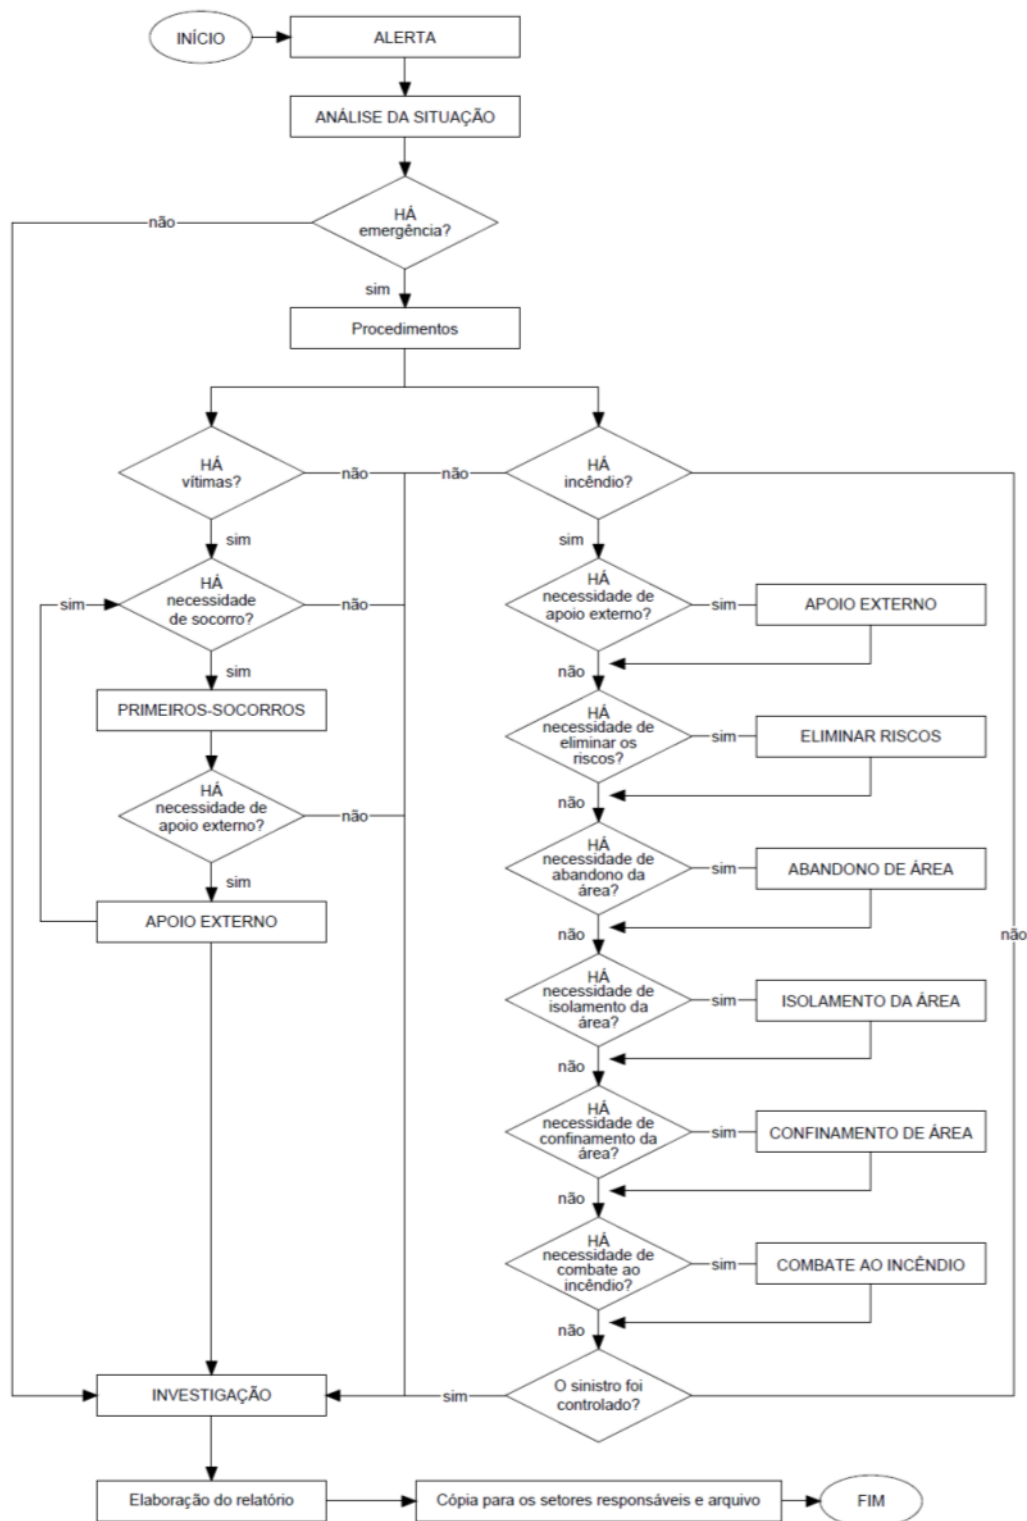 INÍCIO
ALERTA
ANÁLISE DA SITUAÇÃO
HÁ
emergência?
não
sim
Procedimentos
HÁ
vítimas?
não
não
HÁ
incêndio?
sim
sim
HÁ
necessidade
de socorro?
sim
não
HÁ
necessidade de
apoio externo?
sim
APOIO EXTERNO
sim
não
PRIMEIROS-SOCORROS
HÁ
necessidade de
eliminar os
riscos?
sim
ELIMINAR RISCOS
HÁ
necessidade de
apoio externo?
não
não
sim
HÁ
necessidade de
abandono da
área?
sim
ABANDONO DE ÁREA
APOIO EXTERNO
não
não
HÁ
necessidade de
isolamento da
área?
sim
ISOLAMENTO DA ÁREA
não
HÁ
necessidade de
confinamento da
área?
sim
CONFINAMENTO DE ÁREA
não
HÁ
necessidade de
combate ao
incêndio?
sim
COMBATE AO INCÊNDIO
não
O sinistro foi
controlado?
sim
INVESTIGAÇÃO
Elaboração do relatório
Cópia para os setores responsáveis e arquivo
FIM